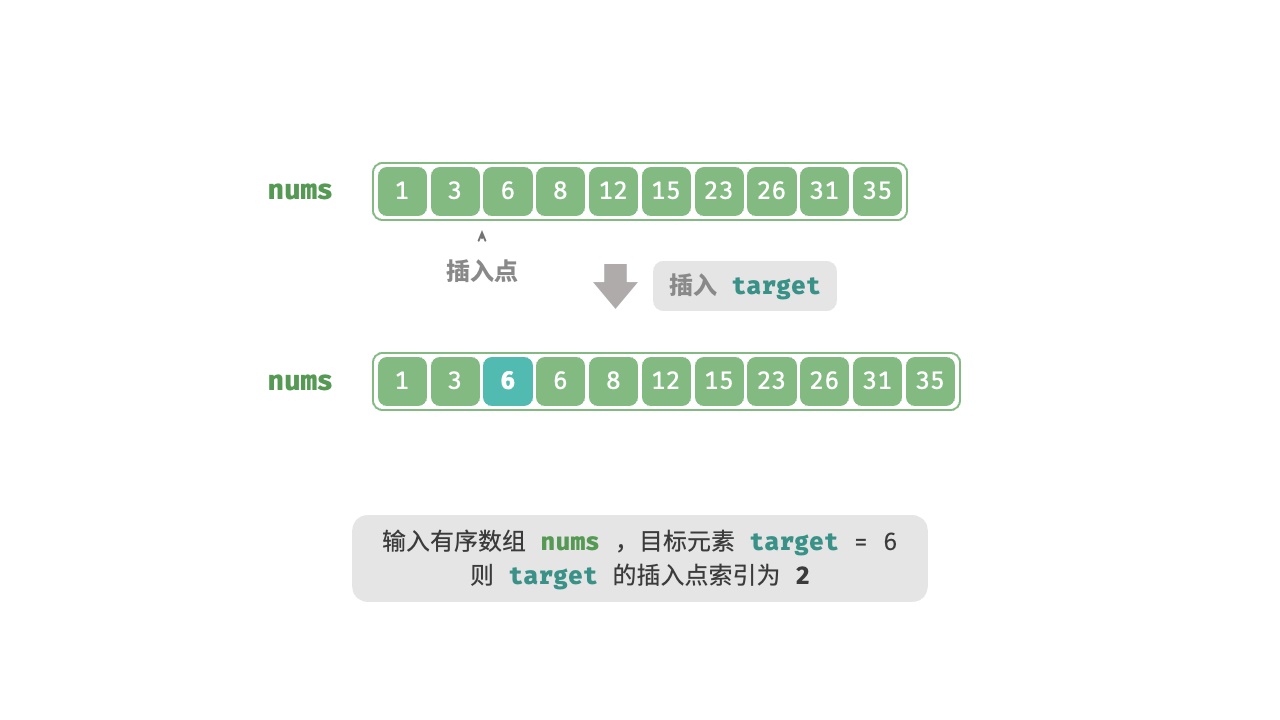 nums 1 3 6 8 12 15 23 26 31 35
插入点
插入 target
nums 1 3 6 6 8 12 15 23 26 31 35
输入有序数组 nums ，目标元素 target = 6
则 target 的插入点索引为 2